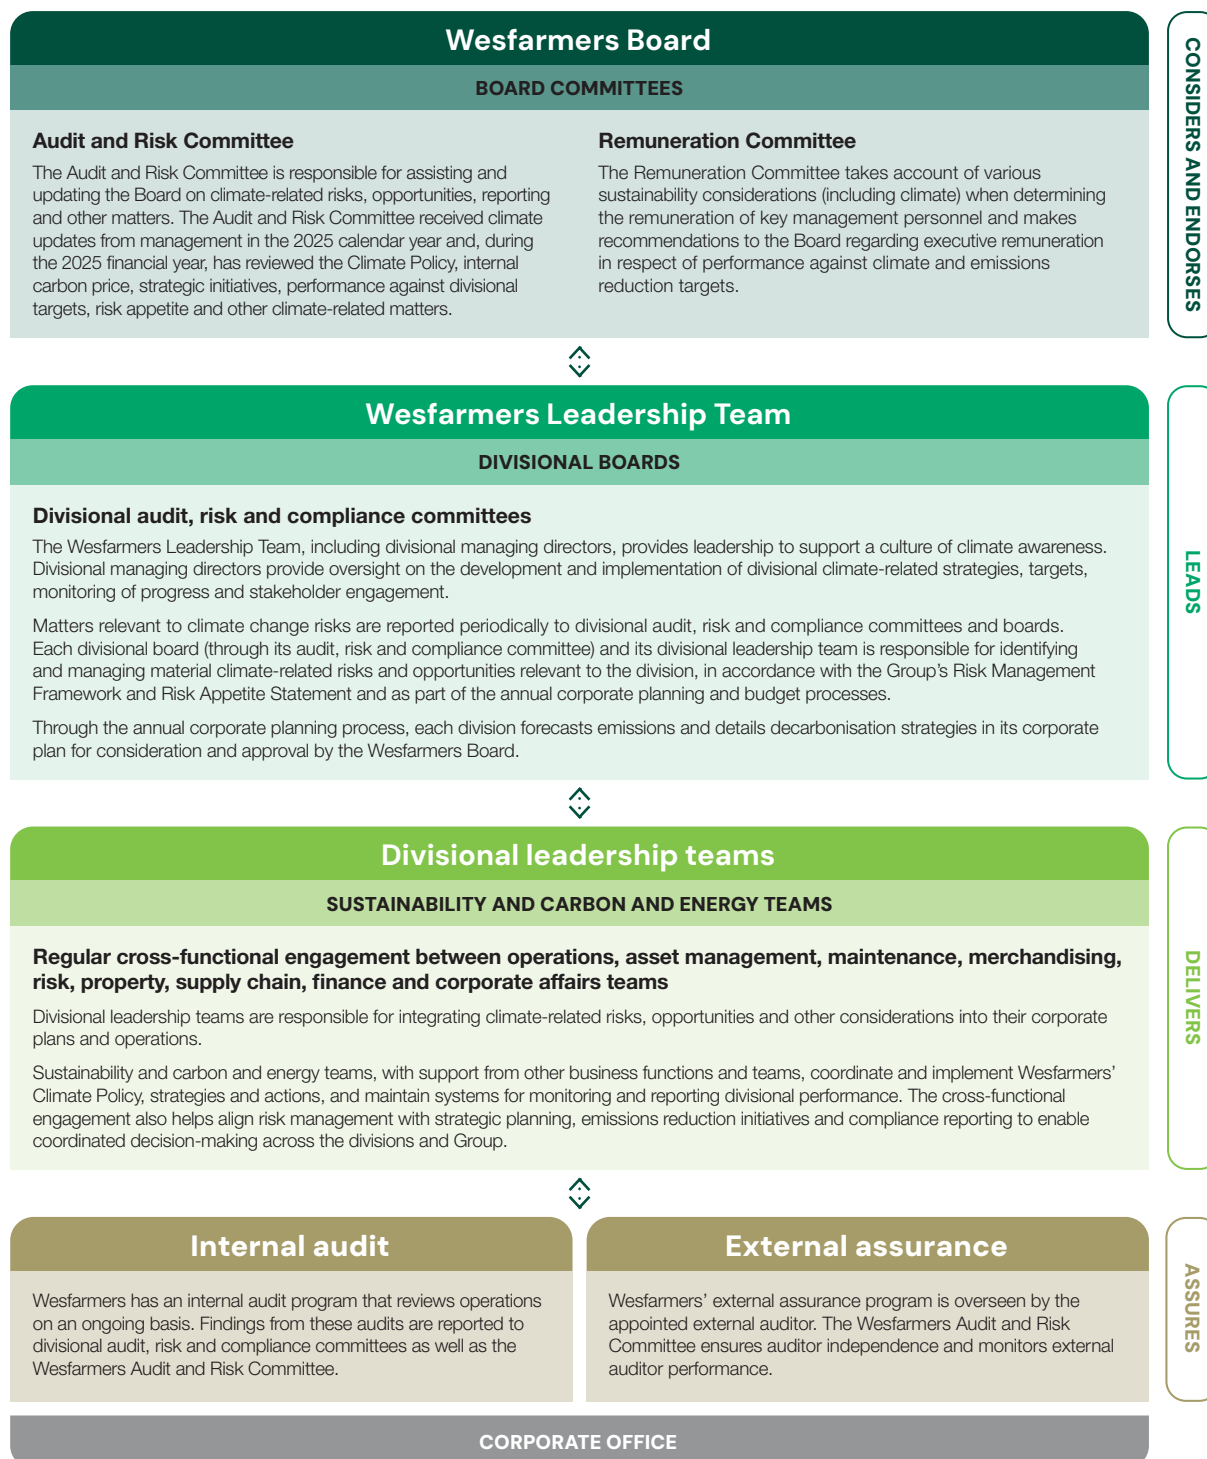 Wesfarmers Board
BOARD COMMITTEES
Audit and Risk Committee
The Audit and Risk Committee is responsible for assisting and
updating the Board on climate-related risks, opportunities, reporting
and other matters. The Audit and Risk Committee received climate
updates from management in the 2025 calendar year and, during
the 2025 financial year, has reviewed the Climate Policy, internal
carbon price, strategic initiatives, performance against divisional
targets, risk appetite and other climate-related matters.
Remuneration Committee
The Remuneration Committee takes account of various
sustainability considerations (including climate) when determining
the remuneration of key management personnel and makes
recommendations to the Board regarding executive remuneration
in respect of performance against climate and emissions
reduction targets.
CONSIDERS AND ENDORSES
Wesfarmers Leadership Team
DIVISIONAL BOARDS
Divisional audit, risk and compliance committees
The Wesfarmers Leadership Team, including divisional managing directors, provides leadership to support a culture of climate awareness.
Divisional managing directors provide oversight on the development and implementation of divisional climate-related strategies, targets,
monitoring of progress and stakeholder engagement.
Matters relevant to climate change risks are reported periodically to divisional audit, risk and compliance committees and boards.
Each divisional board (through its audit, risk and compliance committee) and its divisional leadership team is responsible for identifying
and managing material climate-related risks and opportunities relevant to the division, in accordance with the Group's Risk Management
Framework and Risk Appetite Statement and as part of the annual corporate planning and budget processes.
Through the annual corporate planning process, each division forecasts emissions and details decarbonisation strategies in its corporate
plan for consideration and approval by the Wesfarmers Board.
LEADS
Divisional leadership teams
SUSTAINABILITY AND CARBON AND ENERGY TEAMS
Regular cross-functional engagement between operations, asset management, maintenance, merchandising,
risk, property, supply chain, finance and corporate affairs teams
Divisional leadership teams are responsible for integrating climate-related risks, opportunities and other considerations into their corporate
plans and operations.
Sustainability and carbon and energy teams, with support from other business functions and teams, coordinate and implement Wesfarmers'
Climate Policy, strategies and actions, and maintain systems for monitoring and reporting divisional performance. The cross-functional
engagement also helps align risk management with strategic planning, emissions reduction initiatives and compliance reporting to enable
coordinated decision-making across the divisions and Group.
DELIVERS
Internal audit
Wesfarmers has an internal audit program that reviews operations
on an ongoing basis. Findings from these audits are reported to
divisional audit, risk and compliance committees as well as the
Wesfarmers Audit and Risk Committee.
External assurance
Wesfarmers' external assurance program is overseen by the
appointed external auditor. The Wesfarmers Audit and Risk
Committee ensures auditor independence and monitors external
auditor performance.
ASSURES
CORPORATE OFFICE